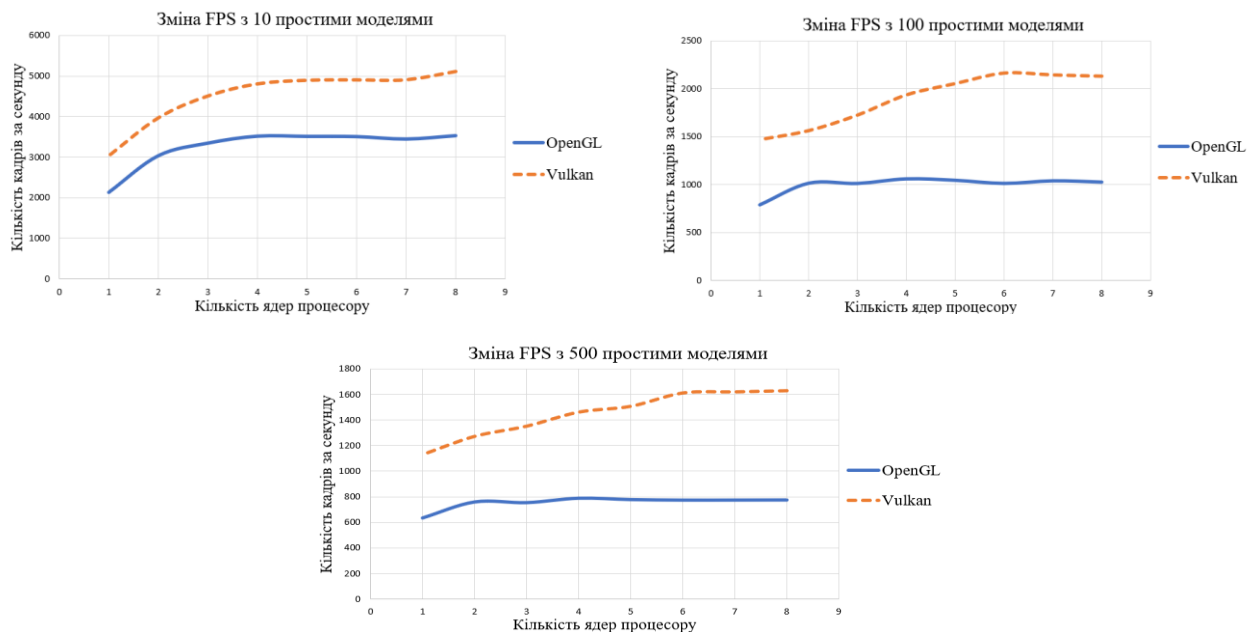 Зміна FPS з 10 простими моделями
Кількість кадрів за секунду
6000
5000
4000
3000
2000
1000
0
0 1 2 3 4 5 6 7 8 9
Кількість ядер процесору
OpenGL
Vulkan
Зміна FPS з 100 простими моделями
Кількість кадрів за секунду
2500
2000
1500
1000
500
0
0 1 2 3 4 5 6 7 8 9
Кількість ядер процесору
OpenGL
Vulkan
Зміна FPS з 500 простими моделями
Кількість кадрів за секунду
1800
1600
1400
1200
1000
800
600
400
200
0
0 1 2 3 4 5 6 7 8 9
Кількість ядер процесору
OpenGL
Vulkan